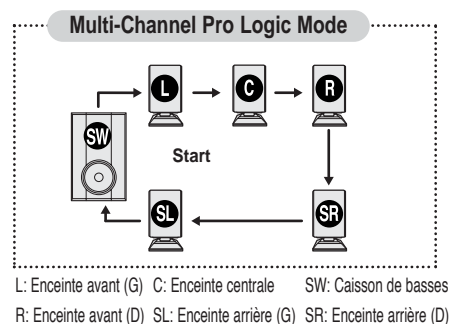 Multi-Channel Pro Logic Mode
L C R
SW
Start
SL SR
L: Enceinte avant (G) C: Enceinte centrale SW: Caisson de basses
R: Enceinte avant (D) SL: Enceinte arrière (G) SR: Enceinte arrière (D)